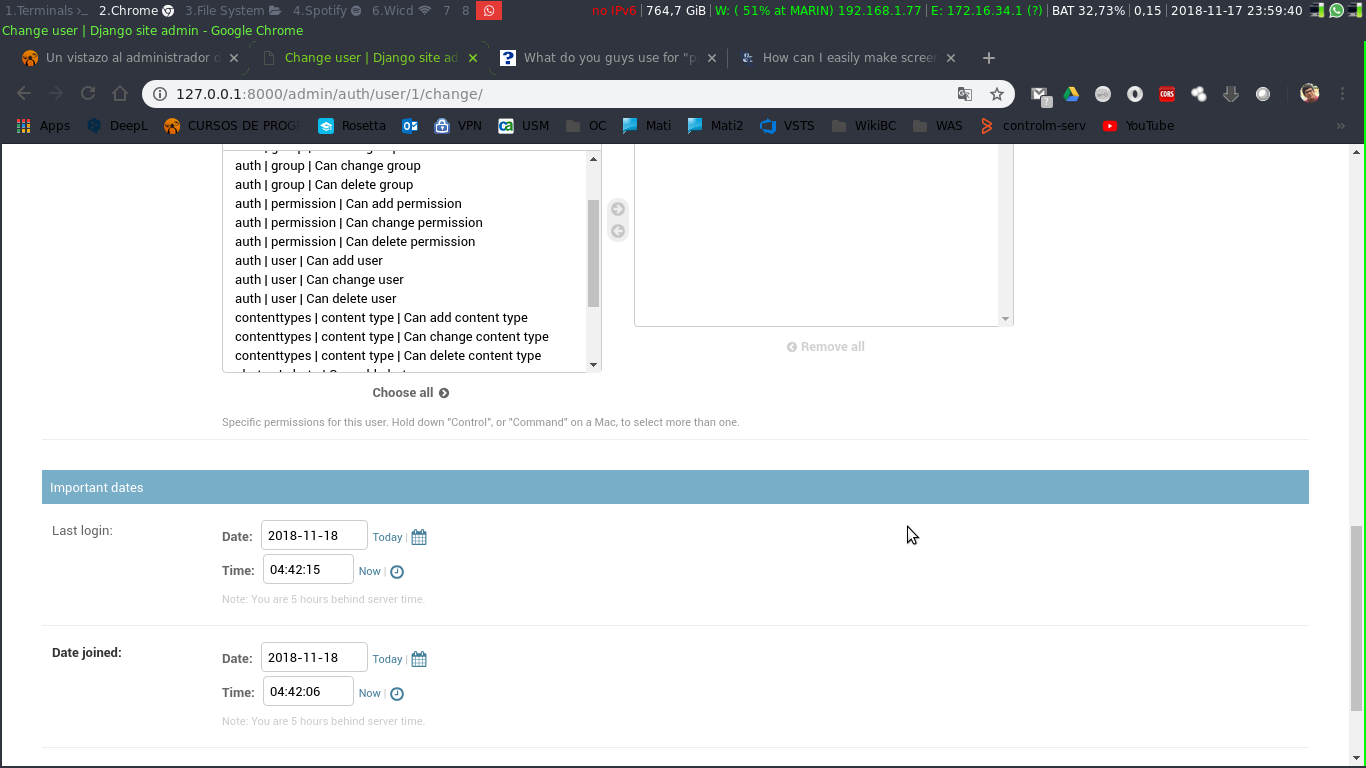 1.Terminals 2.Chrome 3.File System 4.Spotify 6.Wicd 7 8 no IPv6 | 764,7 GiB | W: ( 51% at MARIN) 192.168.1.77 | E: 172.16.34.1 (?) | BAT 32,73% | 0,15 | 2018-11-17 23:59:40
Change user | Django site admin - Google Chrome
Un vistazo al administrador d Change user | Django site ad What do you guys use for "p How can I easily make screen
127.0.0.1:8000/admin/auth/user/1/change/
Apps DeepL CURSOS DE PROG Rosetta VPN USM OC Mati Mati2 VSTS WikiBC WAS controlm-serv YouTube »
auth | group | Can change group
auth | group | Can delete group
auth | permission | Can add permission
auth | permission | Can change permission
auth | permission | Can delete permission
auth | user | Can add user
auth | user | Can change user
auth | user | Can delete user
contenttypes | content type | Can add content type
contenttypes | content type | Can change content type
contenttypes | content type | Can delete content type
Remove all
Choose all
Specific permissions for this user. Hold down "Control", or "Command" on a Mac, to select more than one.
Important dates
Last login:
Date: 2018-11-18 Today |
Time: 04:42:15 Now |
Note: You are 5 hours behind server time.
Date joined:
Date: 2018-11-18 Today |
Time: 04:42:06 Now |
Note: You are 5 hours behind server time.